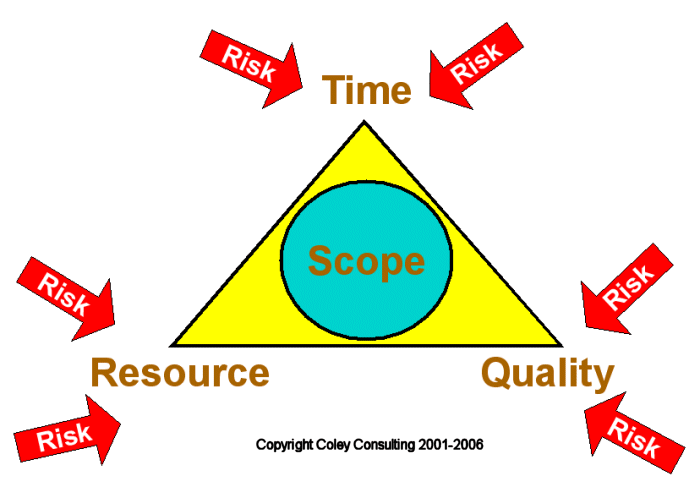 Risk
Risk
Time
Scope
Risk
Risk
Resource
Quality
Risk
Risk
Copyright Coley Consulting 2001-2006